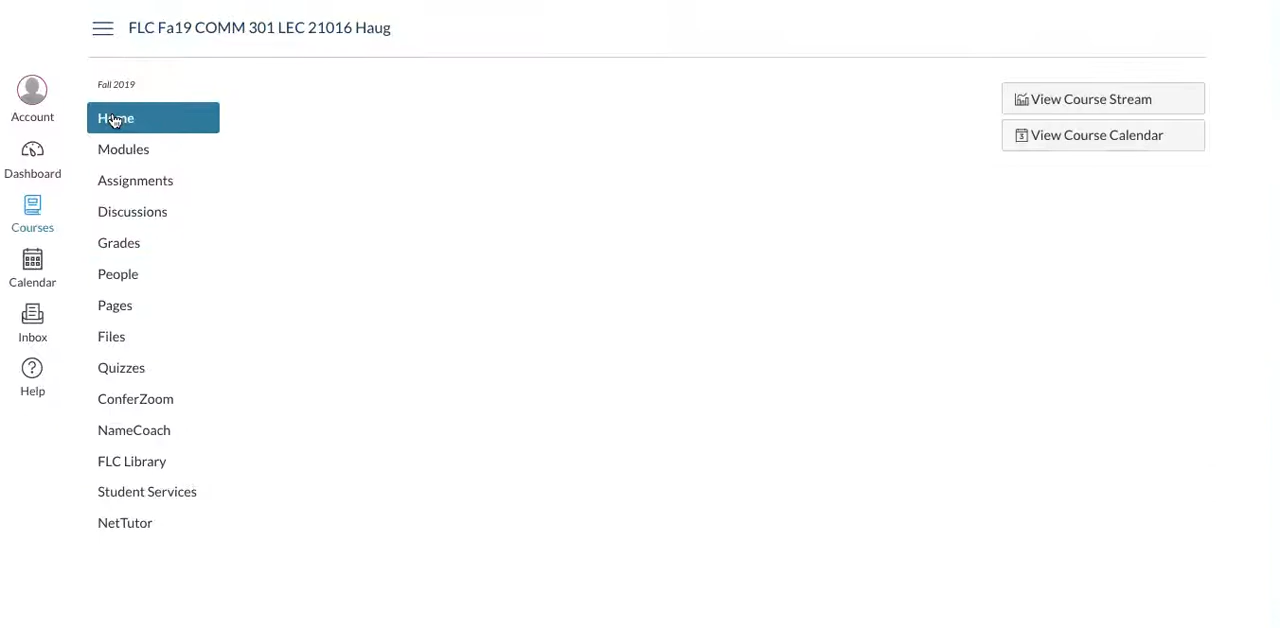 FLC Fa19 COMM 301 LEC 21016 Haug
Account
Dashboard
Courses
Calendar
Inbox
Help
Fall 2019
Home
Modules
Assignments
Discussions
Grades
People
Pages
Files
Quizzes
ConferZoom
NameCoach
FLC Library
Student Services
NetTutor
View Course Stream
View Course Calendar